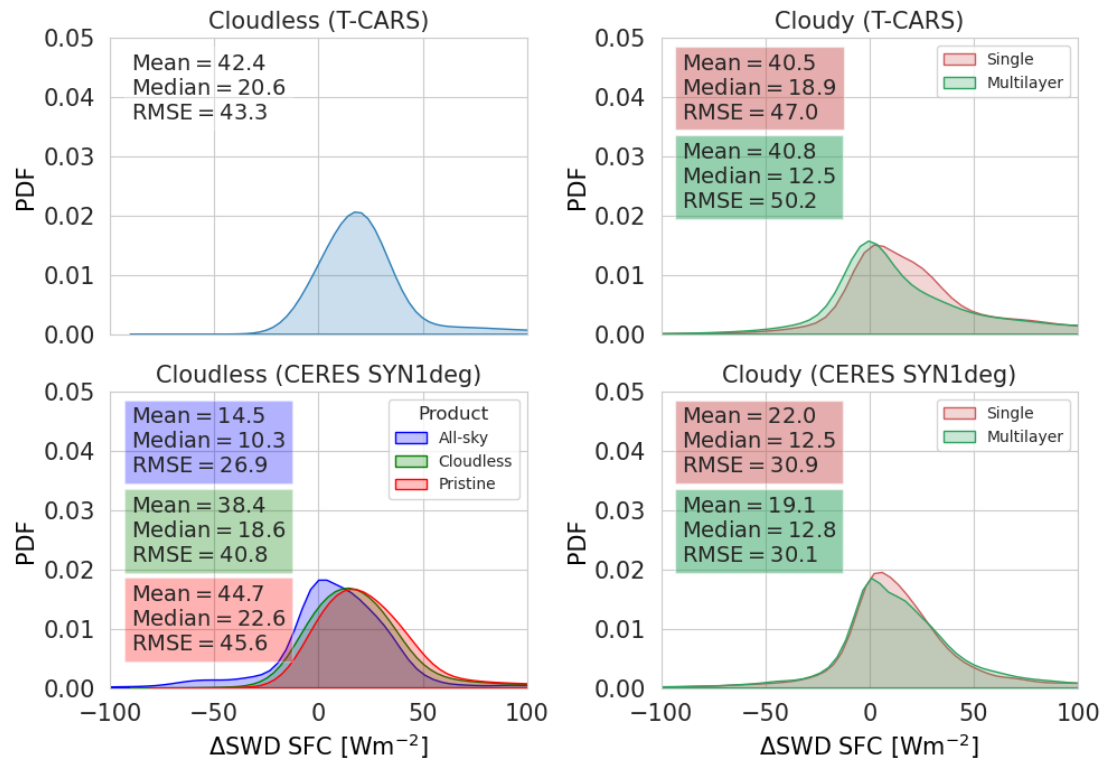 Cloudless (T-CARS)
0.05
0.04
0.03
0.02
0.01
0.00
PDF
Mean = 42.4
Median = 20.6
RMSE = 43.3
Cloudy (T-CARS)
0.05
0.04
0.03
0.02
0.01
0.00
PDF
Mean = 40.5
Median = 18.9
RMSE = 47.0
Mean = 40.8
Median = 12.5
RMSE = 50.2
Single
Multilayer
Cloudless (CERES SYN1deg)
0.05
0.04
0.03
0.02
0.01
0.00
PDF
Mean = 14.5
Median = 10.3
RMSE = 26.9
Mean = 38.4
Median = 18.6
RMSE = 40.8
Mean = 44.7
Median = 22.6
RMSE = 45.6
Product
All-sky
Cloudless
Pristine
−100 −50 0 50 100
ΔSWD SFC [Wm⁻²]
Cloudy (CERES SYN1deg)
0.05
0.04
0.03
0.02
0.01
0.00
PDF
Mean = 22.0
Median = 12.5
RMSE = 30.9
Mean = 19.1
Median = 12.8
RMSE = 30.1
Single
Multilayer
−100 −50 0 50 100
ΔSWD SFC [Wm⁻²]